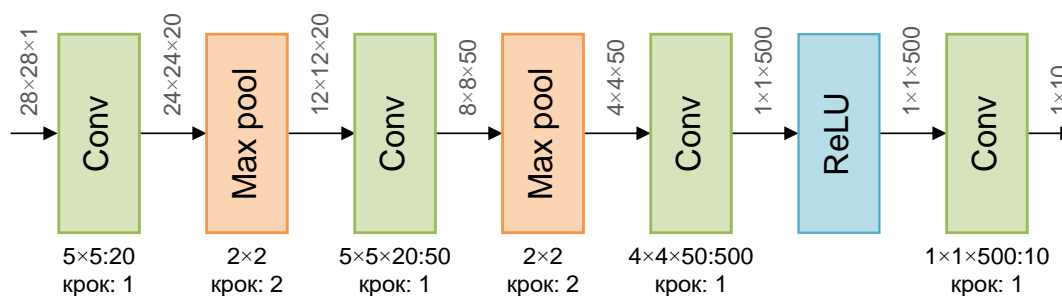 28×28×1
Conv
5×5:20
крок: 1
24×24×20
Max pool
2×2
крок: 2
12×12×20
Conv
5×5×20:50
крок: 1
8×8×50
Max pool
2×2
крок: 2
4×4×50
Conv
4×4×50:500
крок: 1
1×1×500
ReLU
1×1×500
Conv
1×1×500:10
крок: 1
1×10